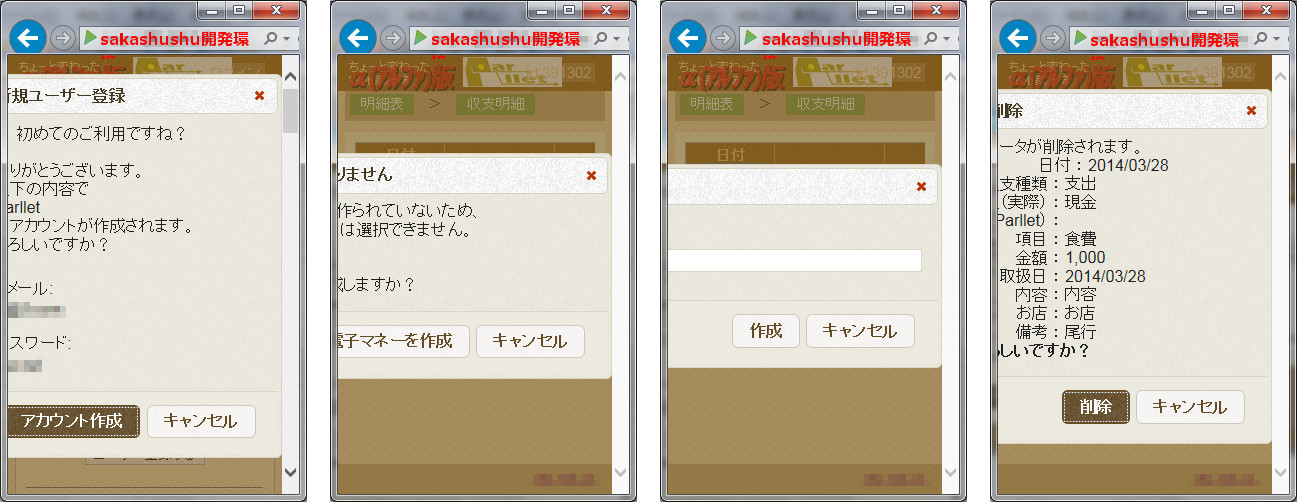 sakashushu開発環
ちょーと変わった
α(アルファ)版
Parllet
新規ユーザー登録
初めてのご利用ですね？
りがとうございます。
下の内容で
arllet
アカウントが作成されます。
ろしいですか？
メール:
スワード:
アカウント作成
キャンセル
sakashushu開発環
ちょーと変わった
α(アルファ)版
Parllet
391302
明細表 > 収支明細
日付
りません
作られていないため、
は選択できません。
成しますか？
電子マネーを作成
キャンセル
sakashushu開発環
ちょーと変わった
α(アルファ)版
Parllet
391302
明細表 > 収支明細
日付
作成
キャンセル
sakashushu開発環
ちょーと変わった
α(アルファ)版
Parllet
391302
削除
ータが削除されます。
日付：2014/03/28
支種類：支出
(実際)：現金
Parllet)：
項目：食費
金額：1,000
取扱日：2014/03/28
内容：内容
お店：お店
備考：尾行
ろしいですか？
削除
キャンセル